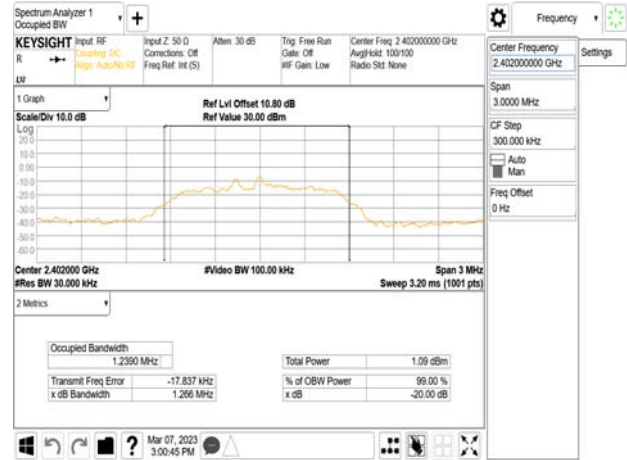 Spectrum Analyzer 1
Occupied BW
+
Frequency
KEYSIGHT
R
LVI
Input: RF
Coupling: DC
Align: Auto/No RF
Input Z: 50 Ω
Corrections: Off
Freq Ref: Int (S)
Atten: 30 dB
Trig: Free Run
Gate: Off
#IF Gain: Low
Center Freq: 2.402000000 GHz
Avg|Hold: 100/100
Radio Std: None
Center Frequency
2.402000000 GHz
Settings
Span
3.0000 MHz
CF Step
300.000 kHz
Auto
Man
Freq Offset
0 Hz
1 Graph
Scale/Div 10.0 dB
Ref Lvl Offset 10.80 dB
Ref Value 30.00 dBm
Log
20.0
10.0
0.00
-10.0
-20.0
-30.0
-40.0
-50.0
-60.0
Center 2.402000 GHz
#Res BW 30.000 kHz
#Video BW 100.00 kHz
Span 3 MHz
Sweep 3.20 ms (1001 pts)
2 Metrics
Occupied Bandwidth
1.2390 MHz
Total Power 1.09 dBm
Transmit Freq Error -17.837 kHz
% of OBW Power 99.00 %
x dB Bandwidth 1.266 MHz
x dB -20.00 dB
?
Mar 07, 2023
3:00:45 PM